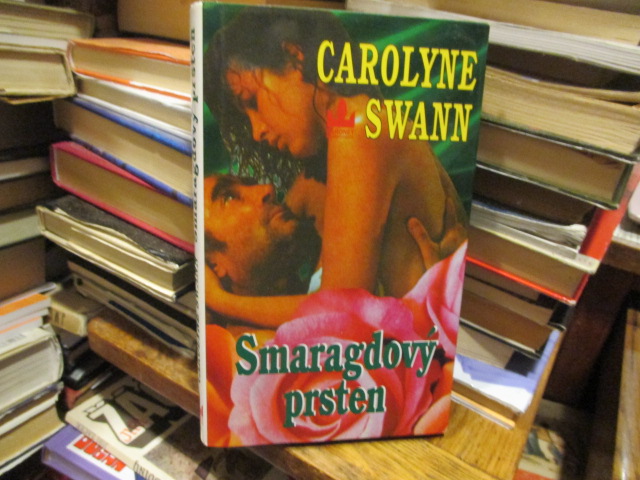 CAROLYNE
SWANN
Smaragdový
prsten